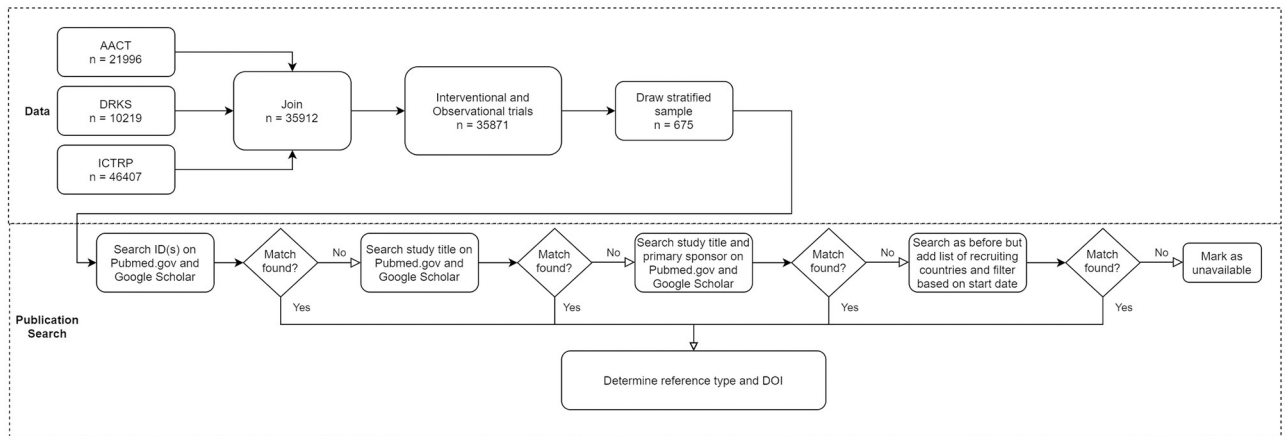 AACT
n = 21996
DRKS
n = 10219
ICTRP
n = 46407
Data
Join
n = 35912
Interventional and
Observational trials
n = 35871
Draw stratified
sample
n = 675
Search ID(s) on
Pubmed.gov and
Google Scholar
Match
found?
No
Yes
Search study title on
Pubmed.gov and
Google Scholar
Match
found?
No
Yes
Search study title and
primary sponsor on
Pubmed.gov and
Google Scholar
Match
found?
No
Yes
Search as before but
add list of recruiting
countries and filter
based on start date
Match
found?
No
Yes
Mark as
unavailable
Publication
Search
Determine reference type and DOI